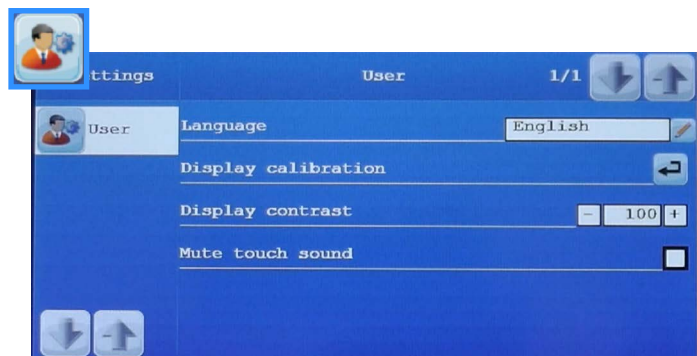 ttings User 1/1
User
Language English
Display calibration
Display contrast - 100 +
Mute touch sound